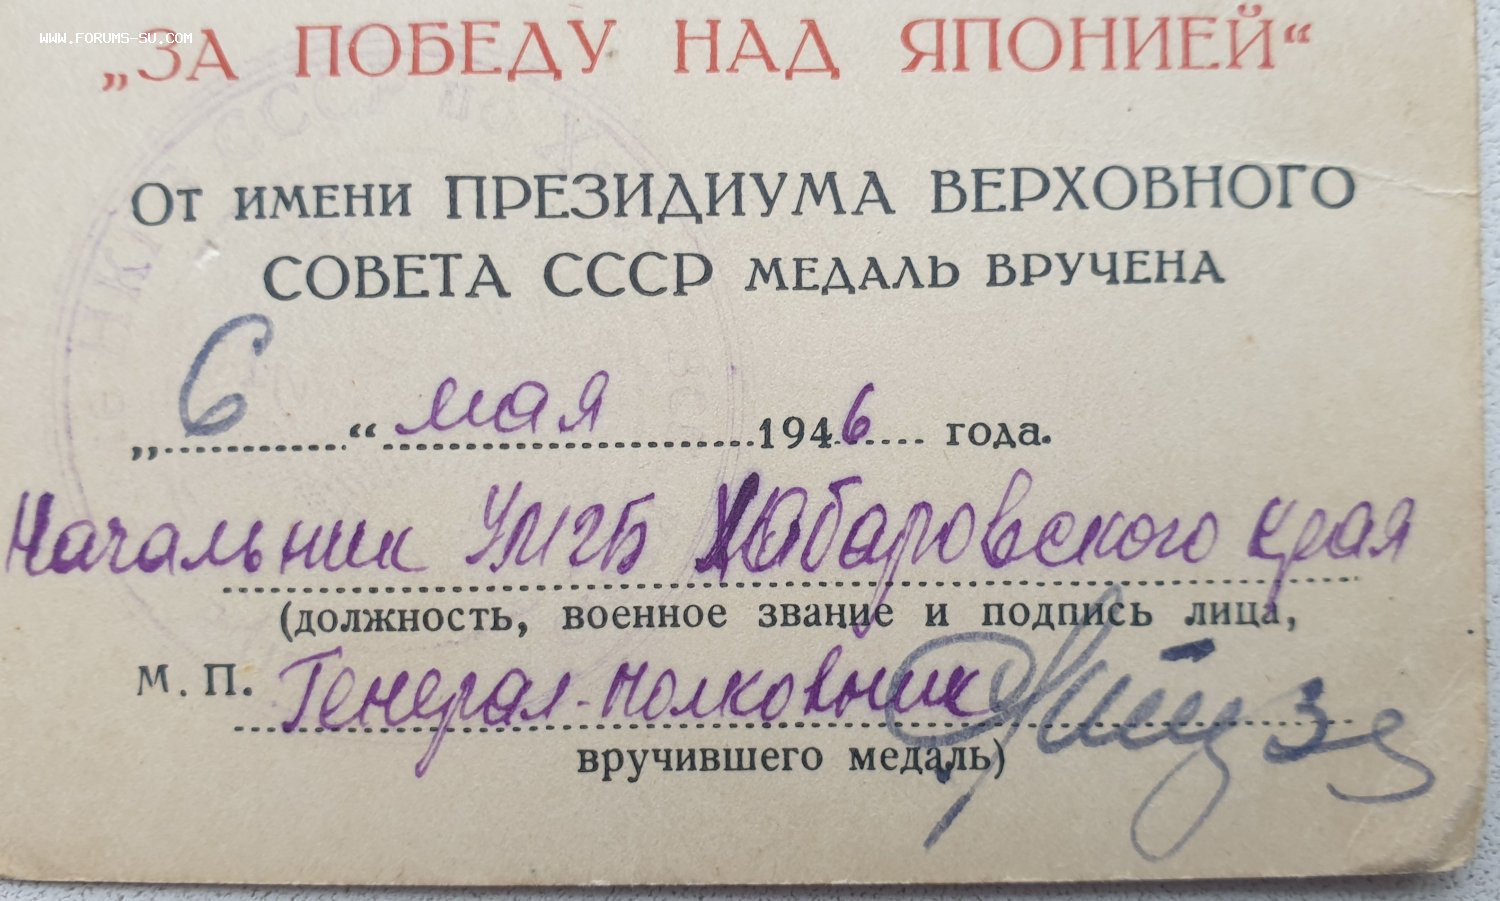 WWW.FORUMS-SU.COM
„ЗА ПОБЕДУ НАД ЯПОНИЕЙ“
От имени ПРЕЗИДИУМА ВЕРХОВНОГО
СОВЕТА СССР МЕДАЛЬ ВРУЧЕНА
„6“ мая 1946 года.
Начальник УМГБ Хабаровского края
(должность, военное звание и подпись лица,
М. П. Генерал-полковник
вручившего медаль)